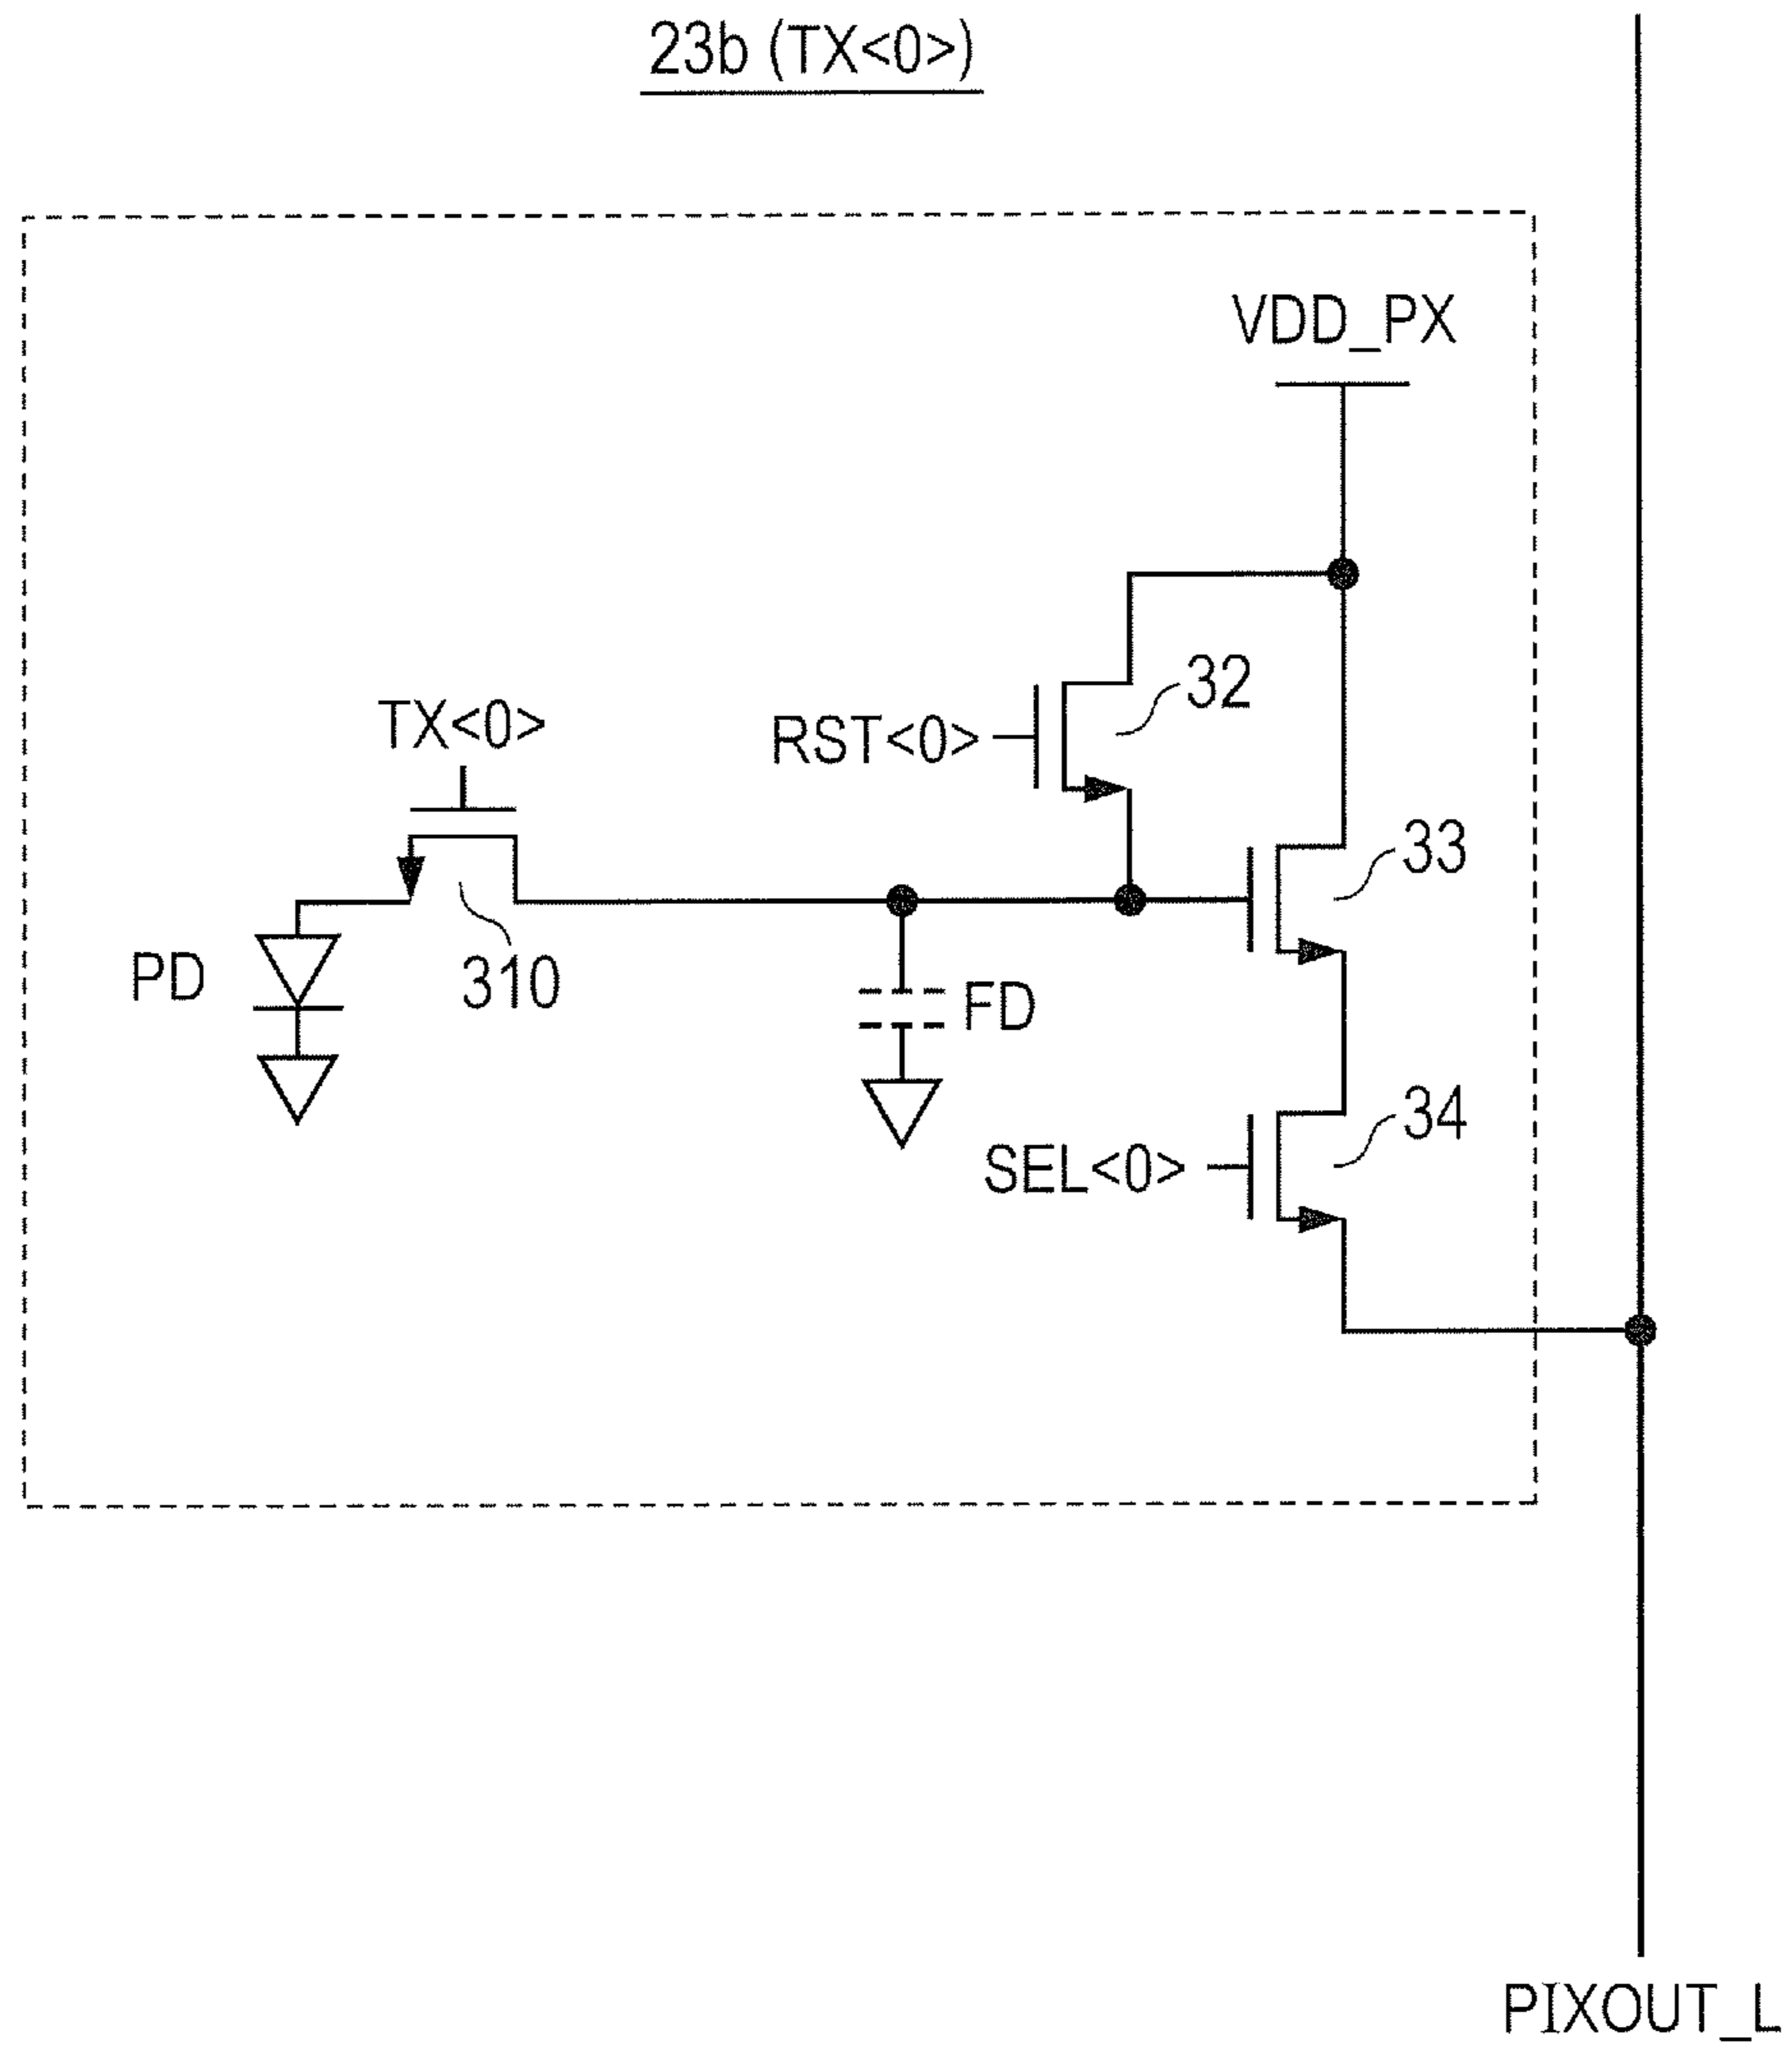 23b (TX<0>)
VDD_PX
32
TX<0>
RST<0>
33
PD
310
FD
34
SEL<0>
PIXOUT_L